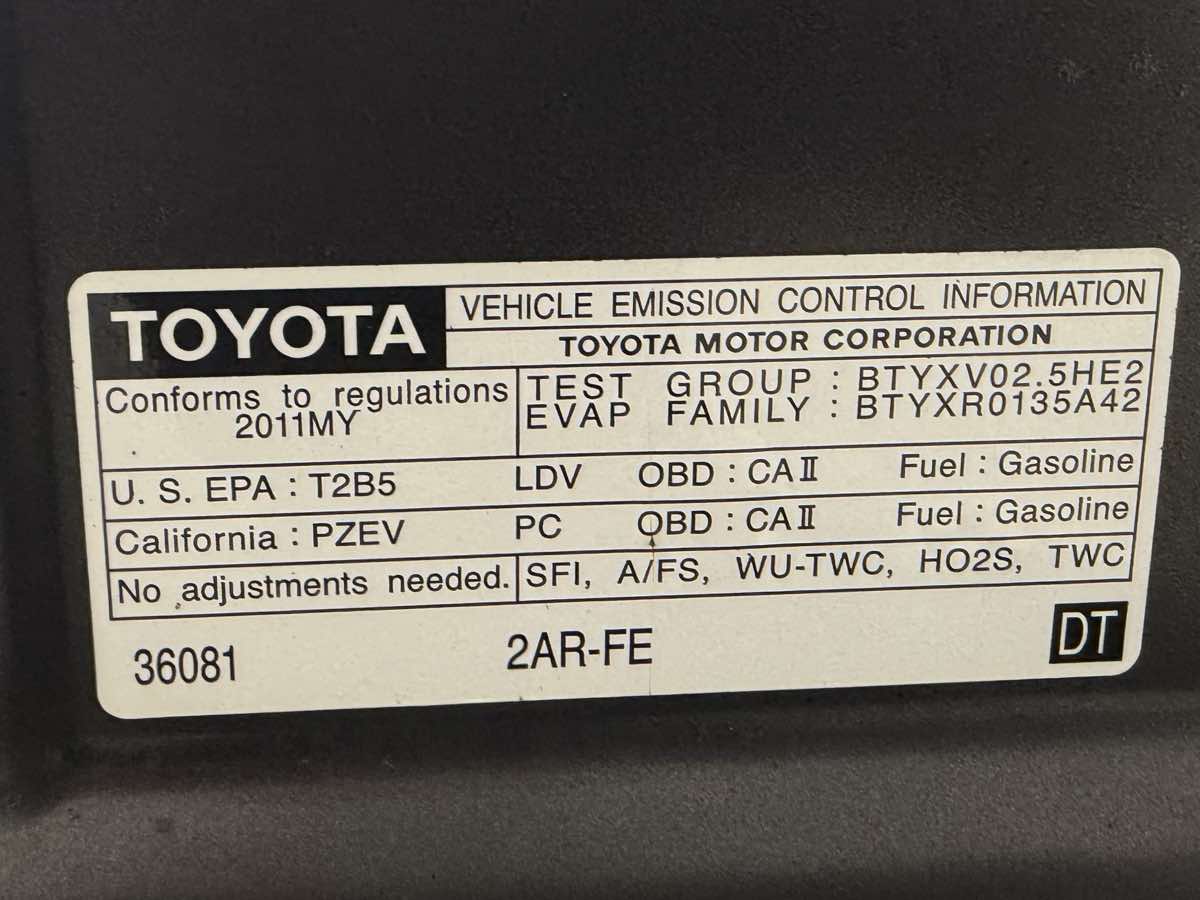 TOYOTA
VEHICLE EMISSION CONTROL INFORMATION
TOYOTA MOTOR CORPORATION
Conforms to regulations
2011MY
TEST GROUP : BTYXV02.5HE2
EVAP FAMILY : BTYXR0135A42
U. S. EPA : T2B5 LDV OBD : CAⅡ Fuel : Gasoline
California : PZEV PC OBD : CAⅡ Fuel : Gasoline
No adjustments needed. SFI, A/FS, WU-TWC, HO2S, TWC
36081 2AR-FE DT